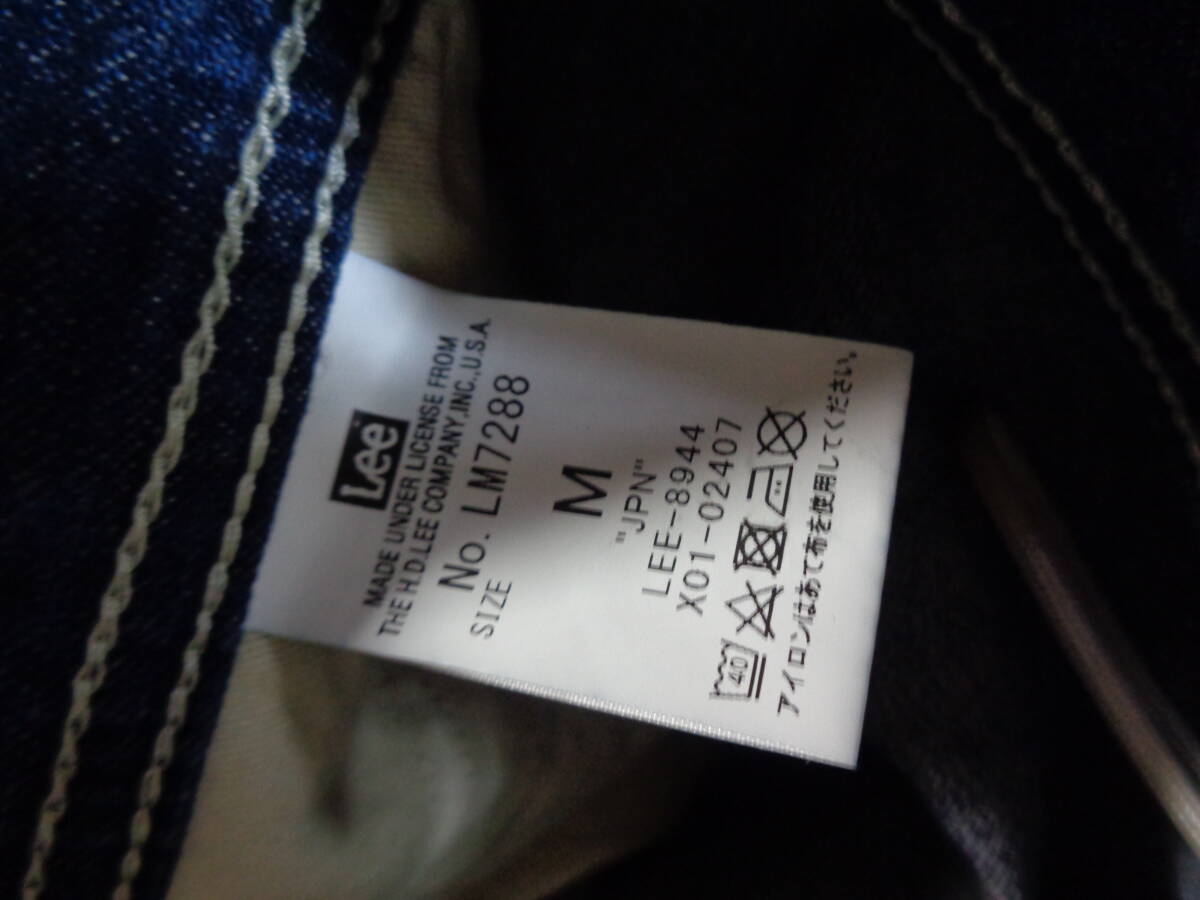 Lee
MADE UNDER LICENSE FROM
THE H.D.LEE COMPANY,INC.,U.S.A.
No. LM7288
SIZE
M
"JPN"
LEE-8944
X01-02407
40
アイロンはあて布を使用してください。